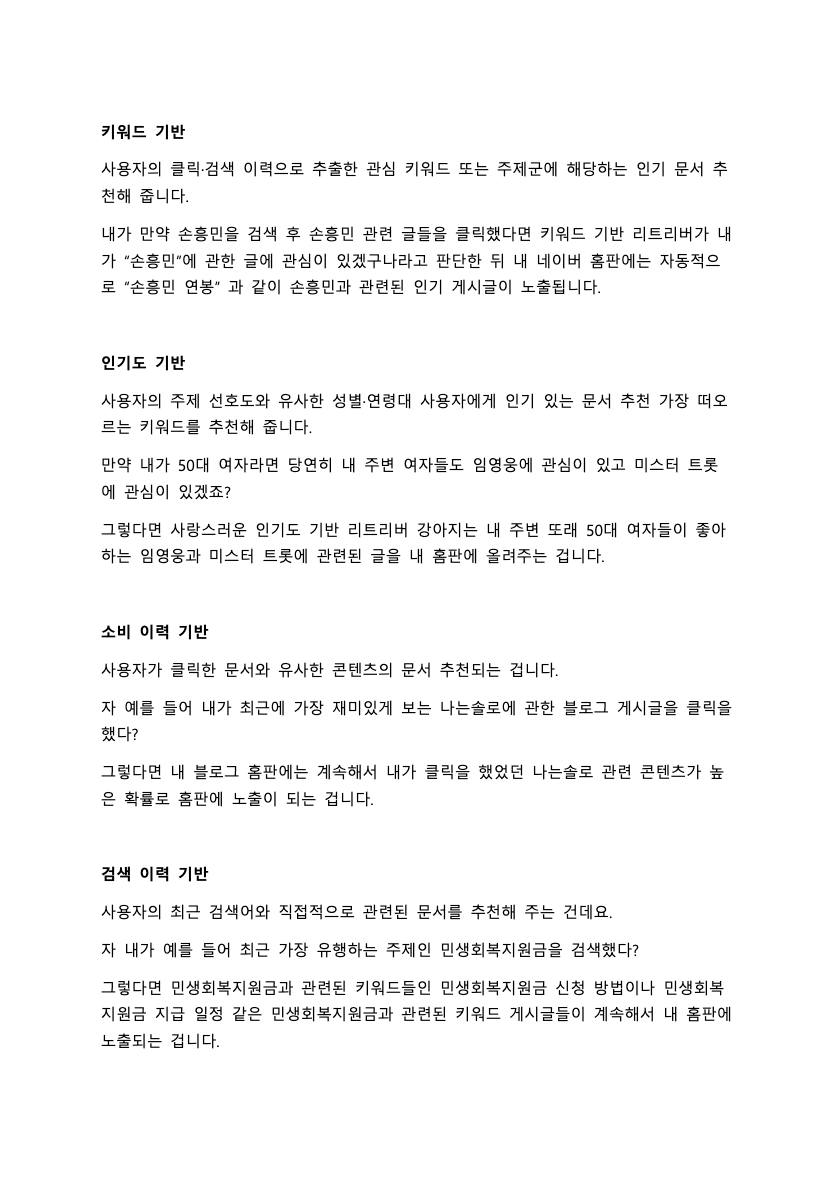 키워드 기반
사용자의 클릭·검색 이력으로 추출한 관심 키워드 또는 주제군에 해당하는 인기 문서 추
천해 줍니다.
내가 만약 손흥민을 검색 후 손흥민 관련 글들을 클릭했다면 키워드 기반 리트리버가 내
가 “손흥민”에 관한 글에 관심이 있겠구나라고 판단한 뒤 내 네이버 홈판에는 자동적으
로 “손흥민 연봉” 과 같이 손흥민과 관련된 인기 게시글이 노출됩니다.
인기도 기반
사용자의 주제 선호도와 유사한 성별·연령대 사용자에게 인기 있는 문서 추천 가장 떠오
르는 키워드를 추천해 줍니다.
만약 내가 50대 여자라면 당연히 내 주변 여자들도 임영웅에 관심이 있고 미스터 트롯
에 관심이 있겠죠?
그렇다면 사랑스러운 인기도 기반 리트리버 강아지는 내 주변 또래 50대 여자들이 좋아
하는 임영웅과 미스터 트롯에 관련된 글을 내 홈판에 올려주는 겁니다.
소비 이력 기반
사용자가 클릭한 문서와 유사한 콘텐츠의 문서 추천되는 겁니다.
자 예를 들어 내가 최근에 가장 재미있게 보는 나는솔로에 관한 블로그 게시글을 클릭을
했다?
그렇다면 내 블로그 홈판에는 계속해서 내가 클릭을 했었던 나는솔로 관련 콘텐츠가 높
은 확률로 홈판에 노출이 되는 겁니다.
검색 이력 기반
사용자의 최근 검색어와 직접적으로 관련된 문서를 추천해 주는 건데요.
자 내가 예를 들어 최근 가장 유행하는 주제인 민생회복지원금을 검색했다?
그렇다면 민생회복지원금과 관련된 키워드들인 민생회복지원금 신청 방법이나 민생회복
지원금 지급 일정 같은 민생회복지원금과 관련된 키워드 게시글들이 계속해서 내 홈판에
노출되는 겁니다.